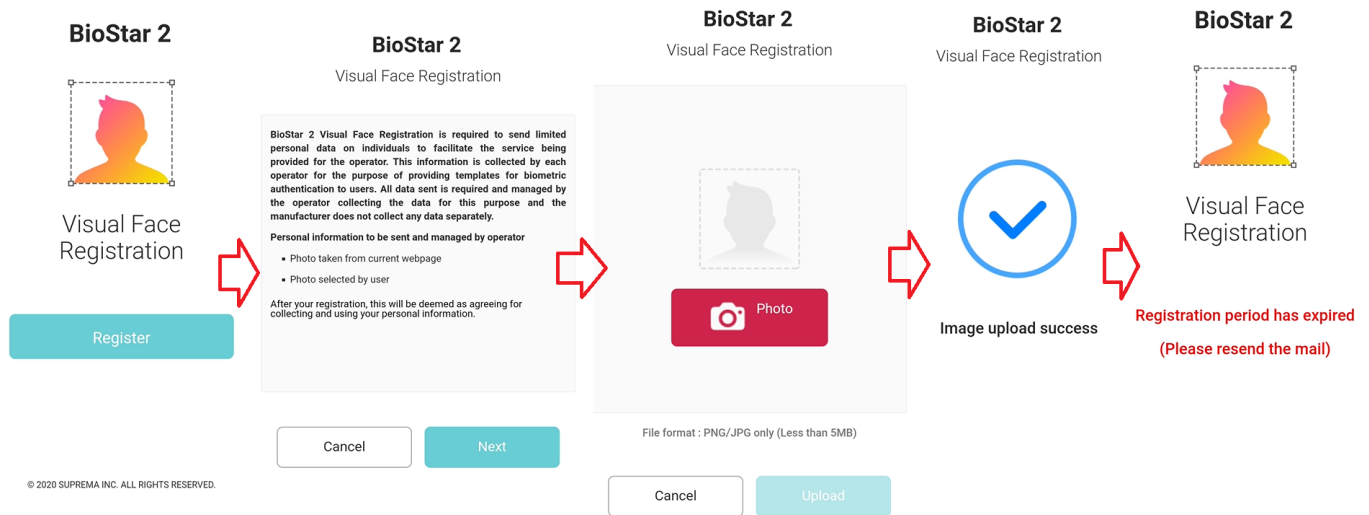 BioStar 2
Visual Face
Registration
Register
© 2020 SUPREMA INC. ALL RIGHTS RESERVED.
BioStar 2
Visual Face Registration
BioStar 2 Visual Face Registration is required to send limited
personal data on individuals to facilitate the service being
provided for the operator. This information is collected by each
operator for the purpose of providing templates for biometric
authentication to users. All data sent is required and managed by
the operator collecting the data for this purpose and the
manufacturer does not collect any data separately.
Personal information to be sent and managed by operator
▪ Photo taken from current webpage
▪ Photo selected by user
After your registration, this will be deemed as agreeing for
collecting and using your personal information.
Cancel
Next
BioStar 2
Visual Face Registration
Photo
File format : PNG/JPG only (Less than 5MB)
Cancel
Upload
BioStar 2
Visual Face Registration
Image upload success
BioStar 2
Visual Face
Registration
Registration period has expired
(Please resend the mail)